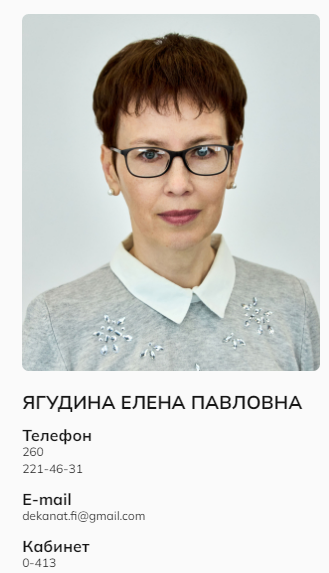 ЯГУДИНА ЕЛЕНА ПАВЛОВНА
Телефон
260
221-46-31
E-mail
dekanat.fi@gmail.com
Кабинет
0-413